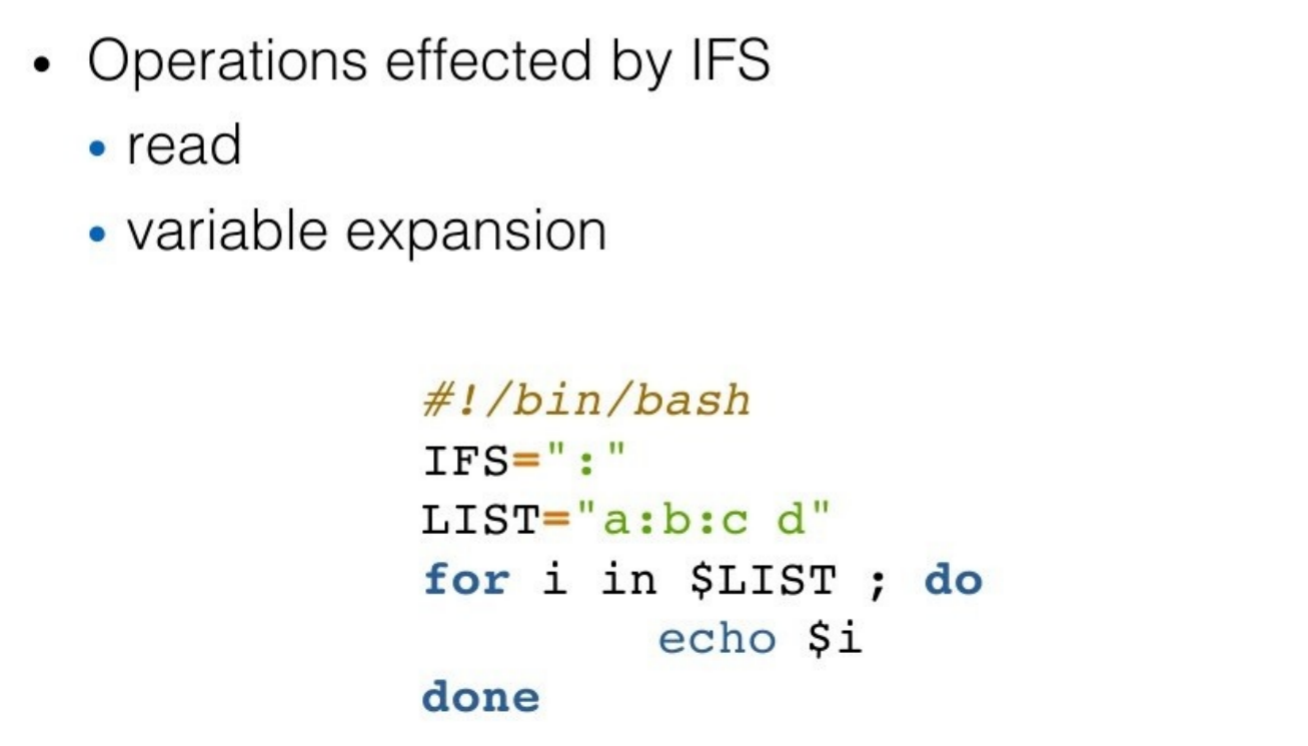 • Operations effected by IFS
• read
• variable expansion
#!/bin/bash
IFS=":"
LIST="a:b:c d"
for i in $LIST ; do
        echo $i
done